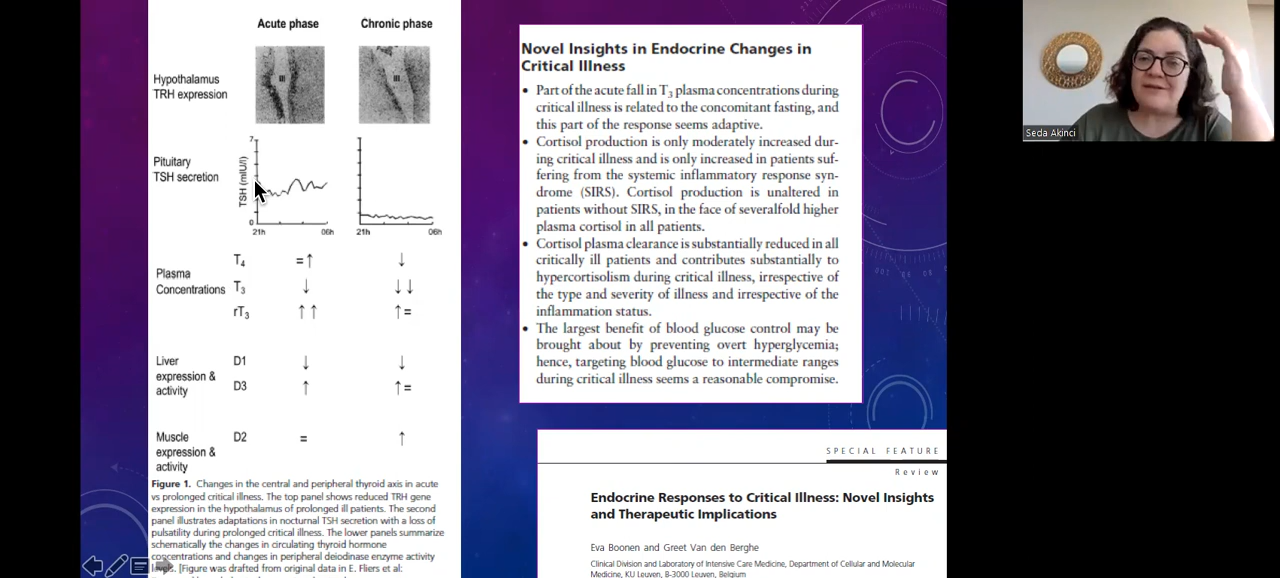 Acute phase Chronic phase
Hypothalamus
TRH expression
III III
Pituitary
TSH secretion
TSH (mIU/l)
7
0
21h 06h 21h 06h
Plasma
Concentrations
T4 =↑ ↓
T3 ↓ ↓↓
rT3 ↑↑ ↑=
Liver
expression &
activity
D1 ↓ ↓
D3 ↑ ↑=
Muscle
expression &
activity
D2 = ↑
Figure 1. Changes in the central and peripheral thyroid axis in acute
vs prolonged critical illness. The top panel shows reduced TRH gene
expression in the hypothalamus of prolonged ill patients. The second
panel illustrates adaptations in nocturnal TSH secretion with a loss of
pulsatility during prolonged critical illness. The lower panels summarize
schematically the changes in circulating thyroid hormone
concentrations and changes in peripheral deiodinase enzyme activity
levels. [Figure was drafted from original data in E. Fliers et al:
Novel Insights in Endocrine Changes in
Critical Illness
• Part of the acute fall in T3 plasma concentrations during
critical illness is related to the concomitant fasting, and
this part of the response seems adaptive.
• Cortisol production is only moderately increased dur-
ing critical illness and is only increased in patients suf-
fering from the systemic inflammatory response syn-
drome (SIRS). Cortisol production is unaltered in
patients without SIRS, in the face of severalfold higher
plasma cortisol in all patients.
• Cortisol plasma clearance is substantially reduced in all
critically ill patients and contributes substantially to
hypercortisolism during critical illness, irrespective of
the type and severity of illness and irrespective of the
inflammation status.
• The largest benefit of blood glucose control may be
brought about by preventing overt hyperglycemia;
hence, targeting blood glucose to intermediate ranges
during critical illness seems a reasonable compromise.
SPECIAL FEATURE
Review
Endocrine Responses to Critical Illness: Novel Insights
and Therapeutic Implications
Eva Boonen and Greet Van den Berghe
Clinical Division and Laboratory of Intensive Care Medicine, Department of Cellular and Molecular
Medicine, KU Leuven, B-3000 Leuven, Belgium
Seda Akinci